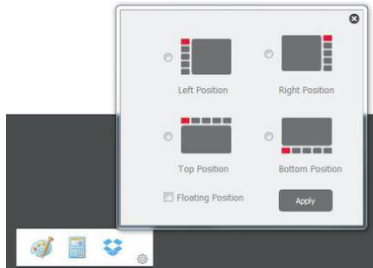 Left Position
Right Position
Top Position
Bottom Position
Floating Position
Apply